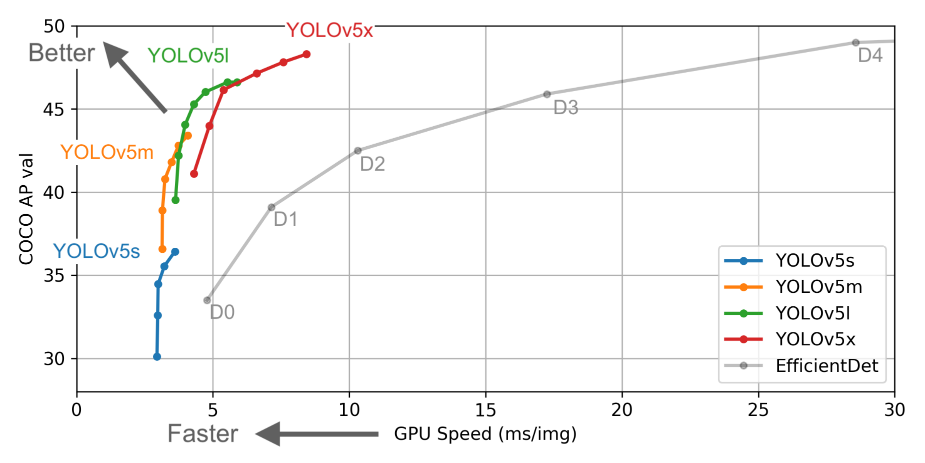 50
YOLOv5x
Better
YOLOv5l
D4
45
D3
YOLOv5m
D2
40
COCO AP val
D1
YOLOv5s
35
D0
30
YOLOv5s
YOLOv5m
YOLOv5l
YOLOv5x
EfficientDet
0 5 10 15 20 25 30
Faster GPU Speed (ms/img)